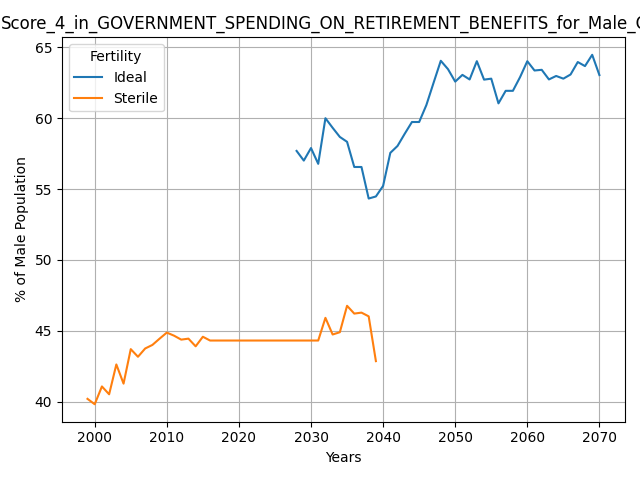 Score_4_in_GOVERNMENT_SPENDING_ON_RETIREMENT_BENEFITS_for_Male_
Fertility
Ideal
Sterile
% of Male Population
65
60
55
50
45
40
2000 2010 2020 2030 2040 2050 2060 2070
Years